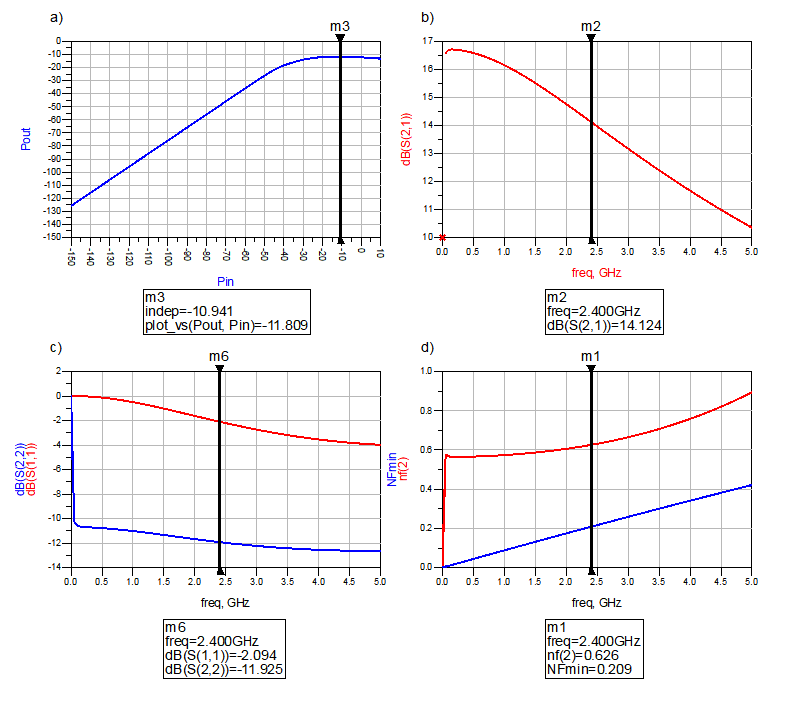 a)
m3
0
-10
-20
-30
-40
-50
-60
-70
-80
-90
-100
-110
-120
-130
-140
-150
Pout
-150
-140
-130
-120
-110
-100
-90
-80
-70
-60
-50
-40
-30
-20
-10
0
10
Pin
m3
indep=-10.941
plot_vs(Pout, Pin)=-11.809
b)
m2
17
16
15
14
13
12
11
10
dB(S(2,1))
0.0 0.5 1.0 1.5 2.0 2.5 3.0 3.5 4.0 4.5 5.0
freq, GHz
m2
freq=2.400GHz
dB(S(2,1))=14.124
c)
m6
2
0
-2
-4
-6
-8
-10
-12
-14
dB(S(2,2))
dB(S(1,1))
0.0 0.5 1.0 1.5 2.0 2.5 3.0 3.5 4.0 4.5 5.0
freq, GHz
m6
freq=2.400GHz
dB(S(1,1))=-2.094
dB(S(2,2))=-11.925
d)
m1
1.0
0.8
0.6
0.4
0.2
0.0
NFmin
nf(2)
0.0 0.5 1.0 1.5 2.0 2.5 3.0 3.5 4.0 4.5 5.0
freq, GHz
m1
freq=2.400GHz
nf(2)=0.626
NFmin=0.209